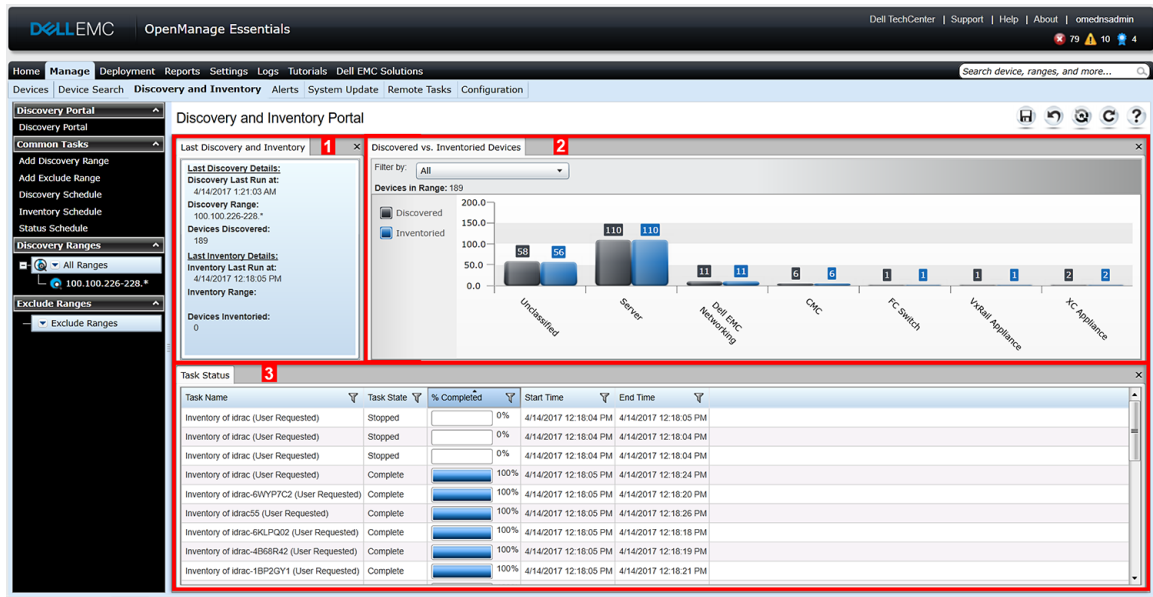 DELLEMC OpenManage Essentials
Dell TechCenter | Support | Help | About | omednsadmin
79 10 4
Home Manage Deployment Reports Settings Logs Tutorials Dell EMC Solutions
Search device, ranges, and more...
Devices Device Search Discovery and Inventory Alerts System Update Remote Tasks Configuration
Discovery Portal
Discovery Portal
Common Tasks
Add Discovery Range
Add Exclude Range
Discovery Schedule
Inventory Schedule
Status Schedule
Discovery Ranges
All Ranges
100.100.226-228.*
Exclude Ranges
Exclude Ranges
Discovery and Inventory Portal
?
Last Discovery and Inventory 1 ×
Last Discovery Details:
Discovery Last Run at:
4/14/2017 1:21:03 AM
Discovery Range:
100.100.226-228.*
Devices Discovered:
189
Last Inventory Details:
Inventory Last Run at:
4/14/2017 12:18:05 PM
Inventory Range:
Devices Inventoried:
0
Discovered vs. Inventoried Devices 2 ×
Filter by: All
Devices in Range: 189
Discovered
Inventoried
200.0
150.0
100.0
50.0
0.0
58 56 110 110 11 11 6 6 1 1 1 1 2 2
Unclassified
Server
Dell EMC
Networking
CMC
FC Switch
VxRail Appliance
XC Appliance
Task Status 3 ×
Task Name Task State % Completed Start Time End Time
Inventory of idrac (User Requested) Stopped 0% 4/14/2017 12:18:04 PM 4/14/2017 12:18:05 PM
Inventory of idrac (User Requested) Stopped 0% 4/14/2017 12:18:04 PM 4/14/2017 12:18:04 PM
Inventory of idrac (User Requested) Stopped 0% 4/14/2017 12:18:04 PM 4/14/2017 12:18:04 PM
Inventory of idrac (User Requested) Complete 100% 4/14/2017 12:18:05 PM 4/14/2017 12:18:24 PM
Inventory of idrac-6WYP7C2 (User Requested) Complete 100% 4/14/2017 12:18:05 PM 4/14/2017 12:18:20 PM
Inventory of idrac55 (User Requested) Complete 100% 4/14/2017 12:18:05 PM 4/14/2017 12:18:26 PM
Inventory of idrac-6KLPQ02 (User Requested) Complete 100% 4/14/2017 12:18:05 PM 4/14/2017 12:18:18 PM
Inventory of idrac-4B68R42 (User Requested) Complete 100% 4/14/2017 12:18:05 PM 4/14/2017 12:18:19 PM
Inventory of idrac-1BP2GY1 (User Requested) Complete 100% 4/14/2017 12:18:05 PM 4/14/2017 12:18:21 PM